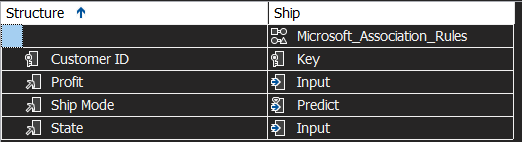 Structure Ship
Microsoft_Association_Rules
Customer ID Key
Profit Input
Ship Mode Predict
State Input